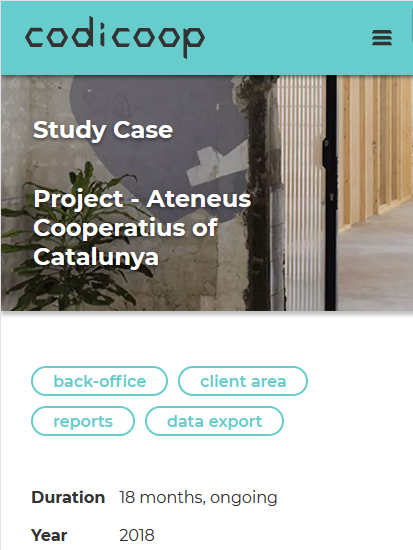 codicoop
Study Case
Project - Ateneus
Cooperatius of
Catalunya
back-office
client area
reports
data export
Duration 18 months, ongoing
Year 2018